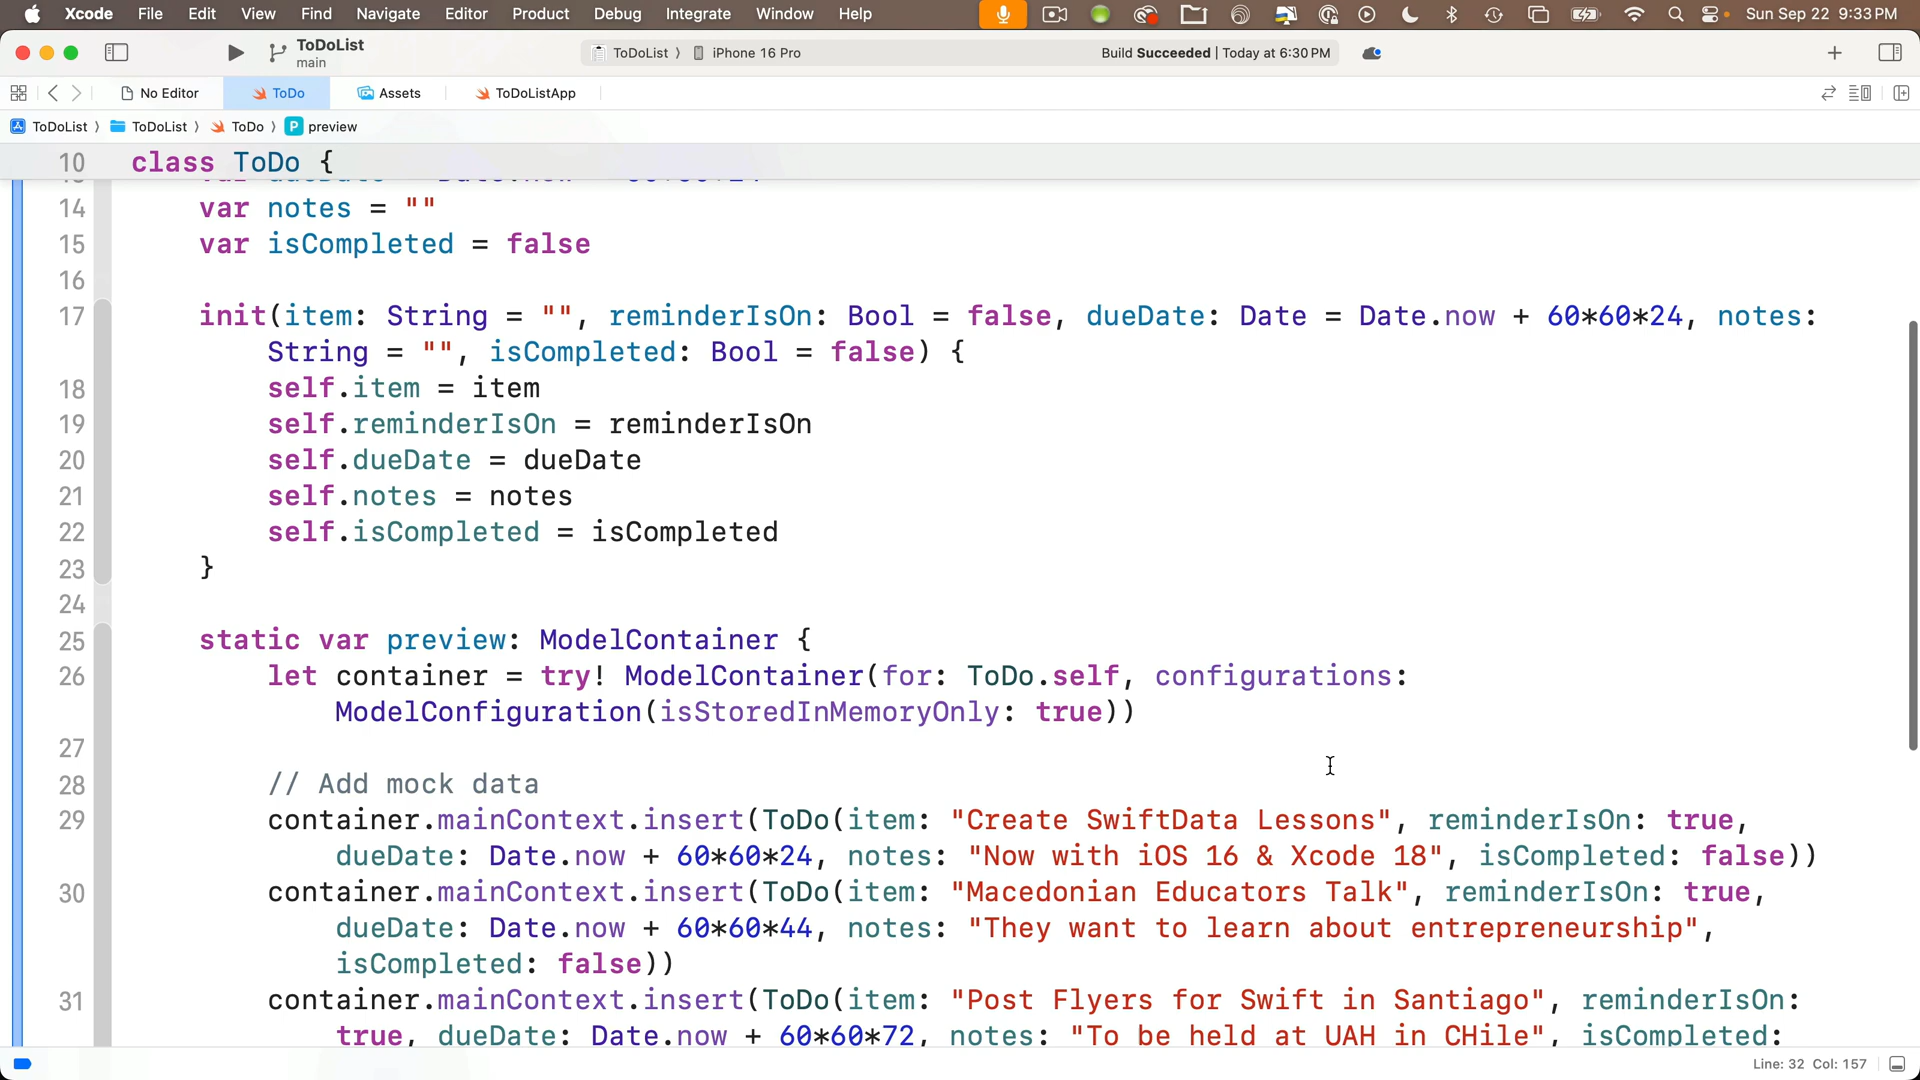 Xcode File Edit View Find Navigate Editor Product Debug Integrate Window Help Sun Sep 22 9:33 PM
ToDoList
main
ToDoList 〉 iPhone 16 Pro Build Succeeded | Today at 6:30 PM
No Editor ToDo Assets ToDoListApp
ToDoList 〉 ToDoList 〉 ToDo 〉 P preview
10 class ToDo {
14 var notes = ""
15 var isCompleted = false
16
17 init(item: String = "", reminderIsOn: Bool = false, dueDate: Date = Date.now + 60*60*24, notes:
String = "", isCompleted: Bool = false) {
18 self.item = item
19 self.reminderIsOn = reminderIsOn
20 self.dueDate = dueDate
21 self.notes = notes
22 self.isCompleted = isCompleted
23 }
24
25 static var preview: ModelContainer {
26 let container = try! ModelContainer(for: ToDo.self, configurations:
ModelConfiguration(isStoredInMemoryOnly: true))
27
28 // Add mock data
29 container.mainContext.insert(ToDo(item: "Create SwiftData Lessons", reminderIsOn: true,
dueDate: Date.now + 60*60*24, notes: "Now with iOS 16 & Xcode 18", isCompleted: false))
30 container.mainContext.insert(ToDo(item: "Macedonian Educators Talk", reminderIsOn: true,
dueDate: Date.now + 60*60*44, notes: "They want to learn about entrepreneurship",
isCompleted: false))
31 container.mainContext.insert(ToDo(item: "Post Flyers for Swift in Santiago", reminderIsOn:
true, dueDate: Date.now + 60*60*72, notes: "To be held at UAH in CHile", isCompleted:
Line: 32 Col: 157